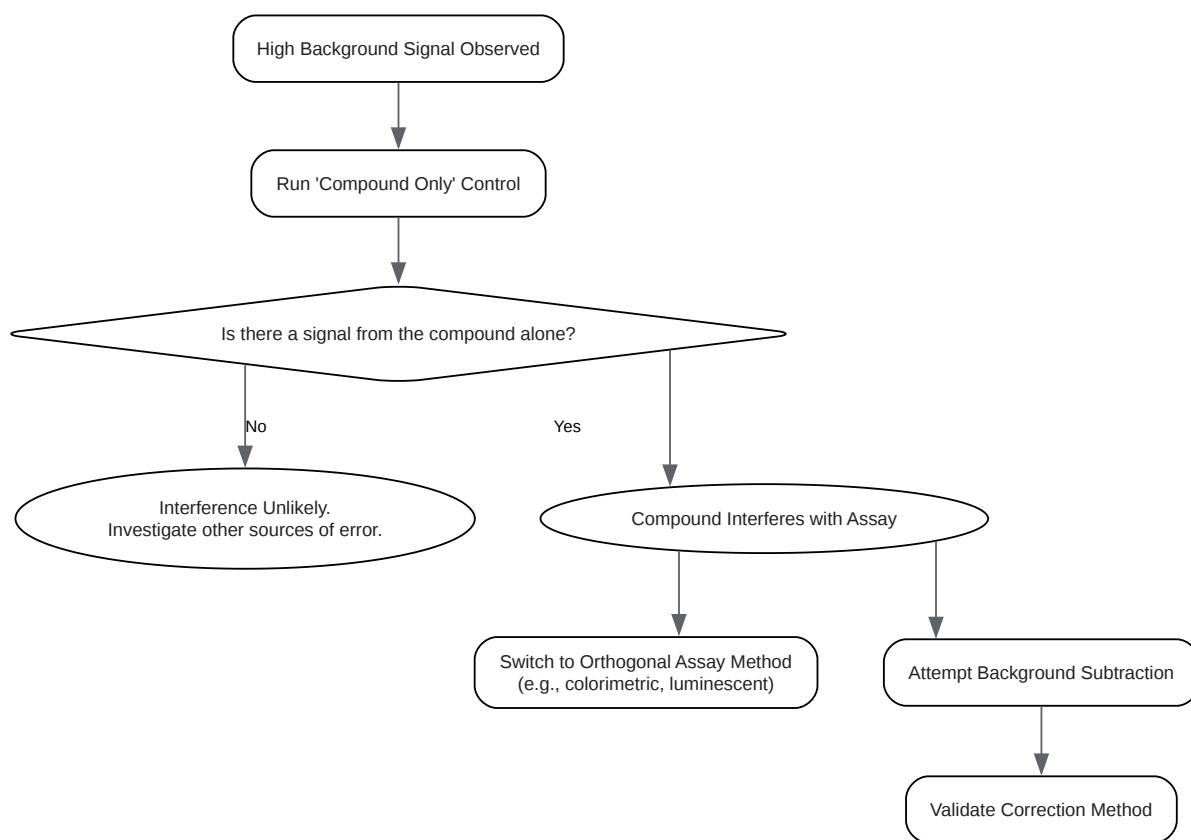 High Background Signal Observed
Run 'Compound Only' Control
Is there a signal from the compound alone?
No
Yes
Interference Unlikely.
Investigate other sources of error.
Compound Interferes with Assay
Switch to Orthogonal Assay Method
(e.g., colorimetric, luminescent)
Attempt Background Subtraction
Validate Correction Method